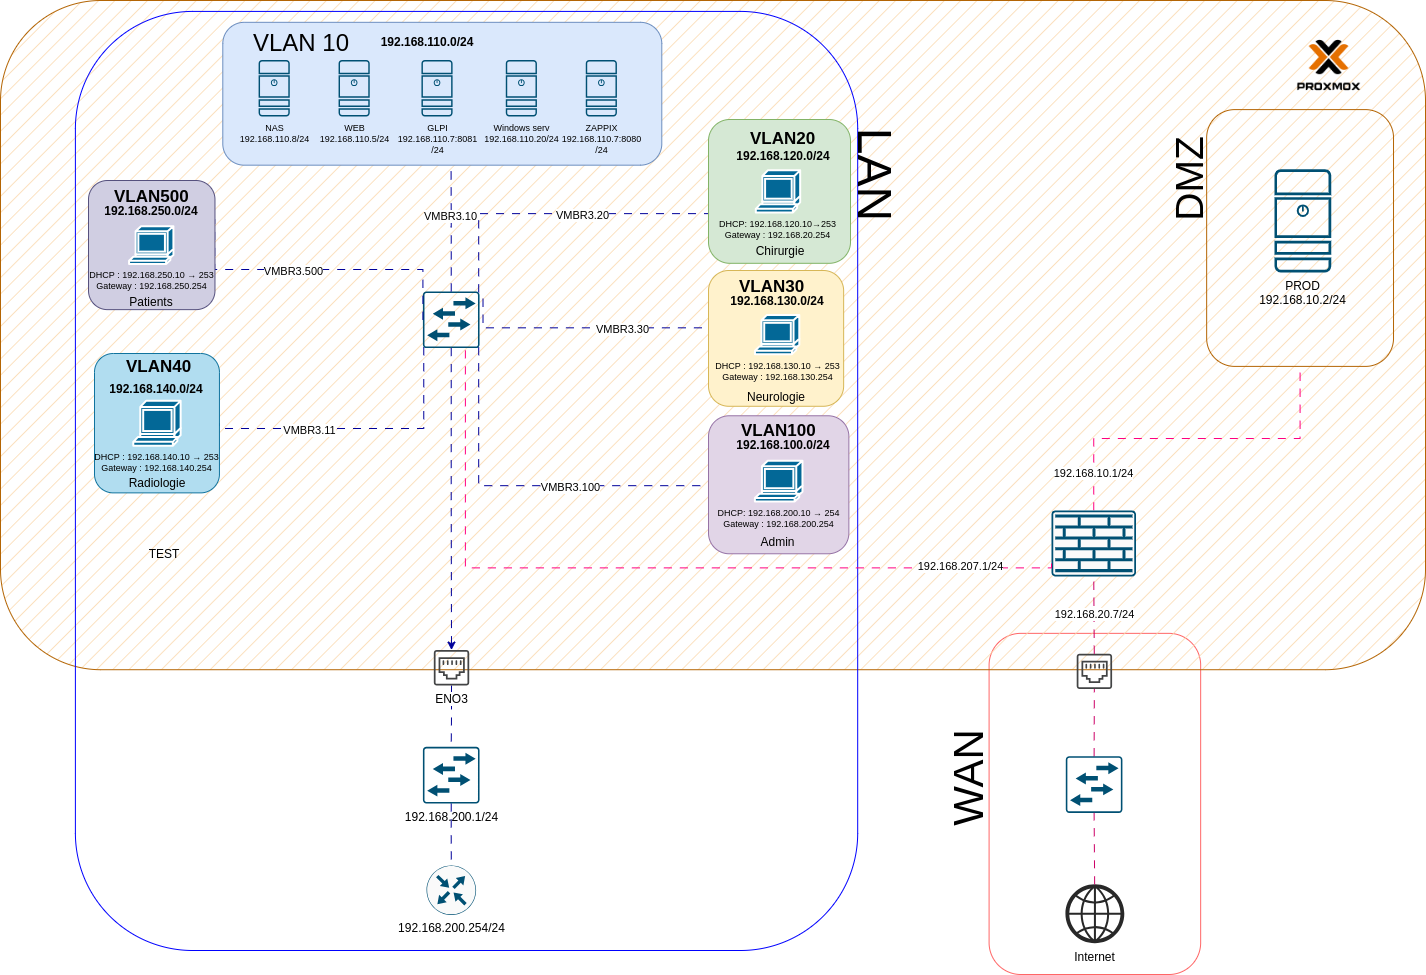 VLAN 10
192.168.110.0/24
NAS
192.168.110.8/24
WEB
192.168.110.5/24
GLPI
192.168.110.7:8081
/24
Windows serv
192.168.110.20/24
ZAPPIX
192.168.110.7:8080
/24
PROXMOX
LAN
DMZ
VLAN20
192.168.120.0/24
DHCP: 192.168.120.10→253
Gateway : 192.168.20.254
Chirurgie
VLAN500
192.168.250.0/24
DHCP : 192.168.250.10 → 253
Gateway : 192.168.250.254
Patients
VMBR3.10
VMBR3.20
VMBR3.500
VLAN30
192.168.130.0/24
DHCP : 192.168.130.10 → 253
Gateway : 192.168.130.254
Neurologie
PROD
192.168.10.2/24
VMBR3.30
VLAN40
192.168.140.0/24
DHCP : 192.168.140.10 → 253
Gateway : 192.168.140.254
Radiologie
VMBR3.11
VLAN100
192.168.100.0/24
DHCP: 192.168.200.10 → 254
Gateway : 192.168.200.254
Admin
VMBR3.100
192.168.10.1/24
TEST
192.168.207.1/24
192.168.20.7/24
ENO3
WAN
192.168.200.1/24
192.168.200.254/24
Internet